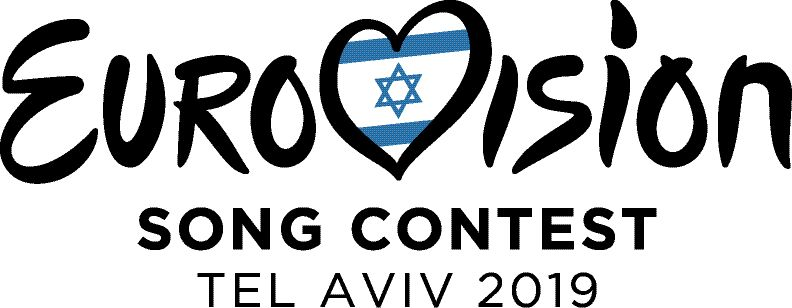 EUROVISION
SONG CONTEST
TEL AVIV 2019